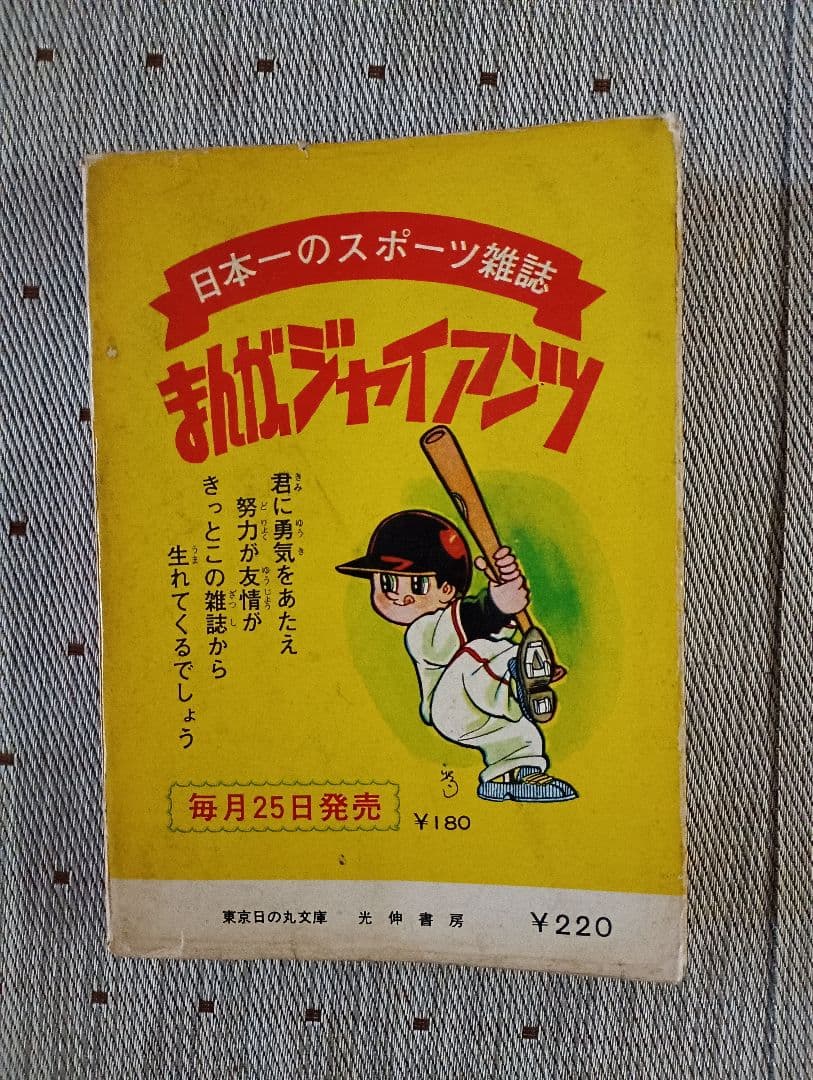 日本一のスポーツ雑誌
まんがジャイアンツ
君に勇気をあたえ
努力が友情が
きっとこの雑誌から
生れてくるでしょう
毎月25日発売
¥180
東京日の丸文庫 光伸書房 ¥220